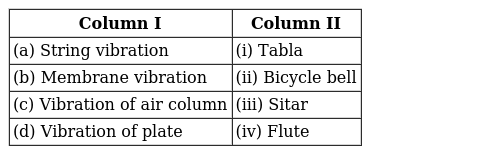 Column I Column II
(a) String vibration (i) Tabla
(b) Membrane vibration (ii) Bicycle bell
(c) Vibration of air column (iii) Sitar
(d) Vibration of plate (iv) Flute